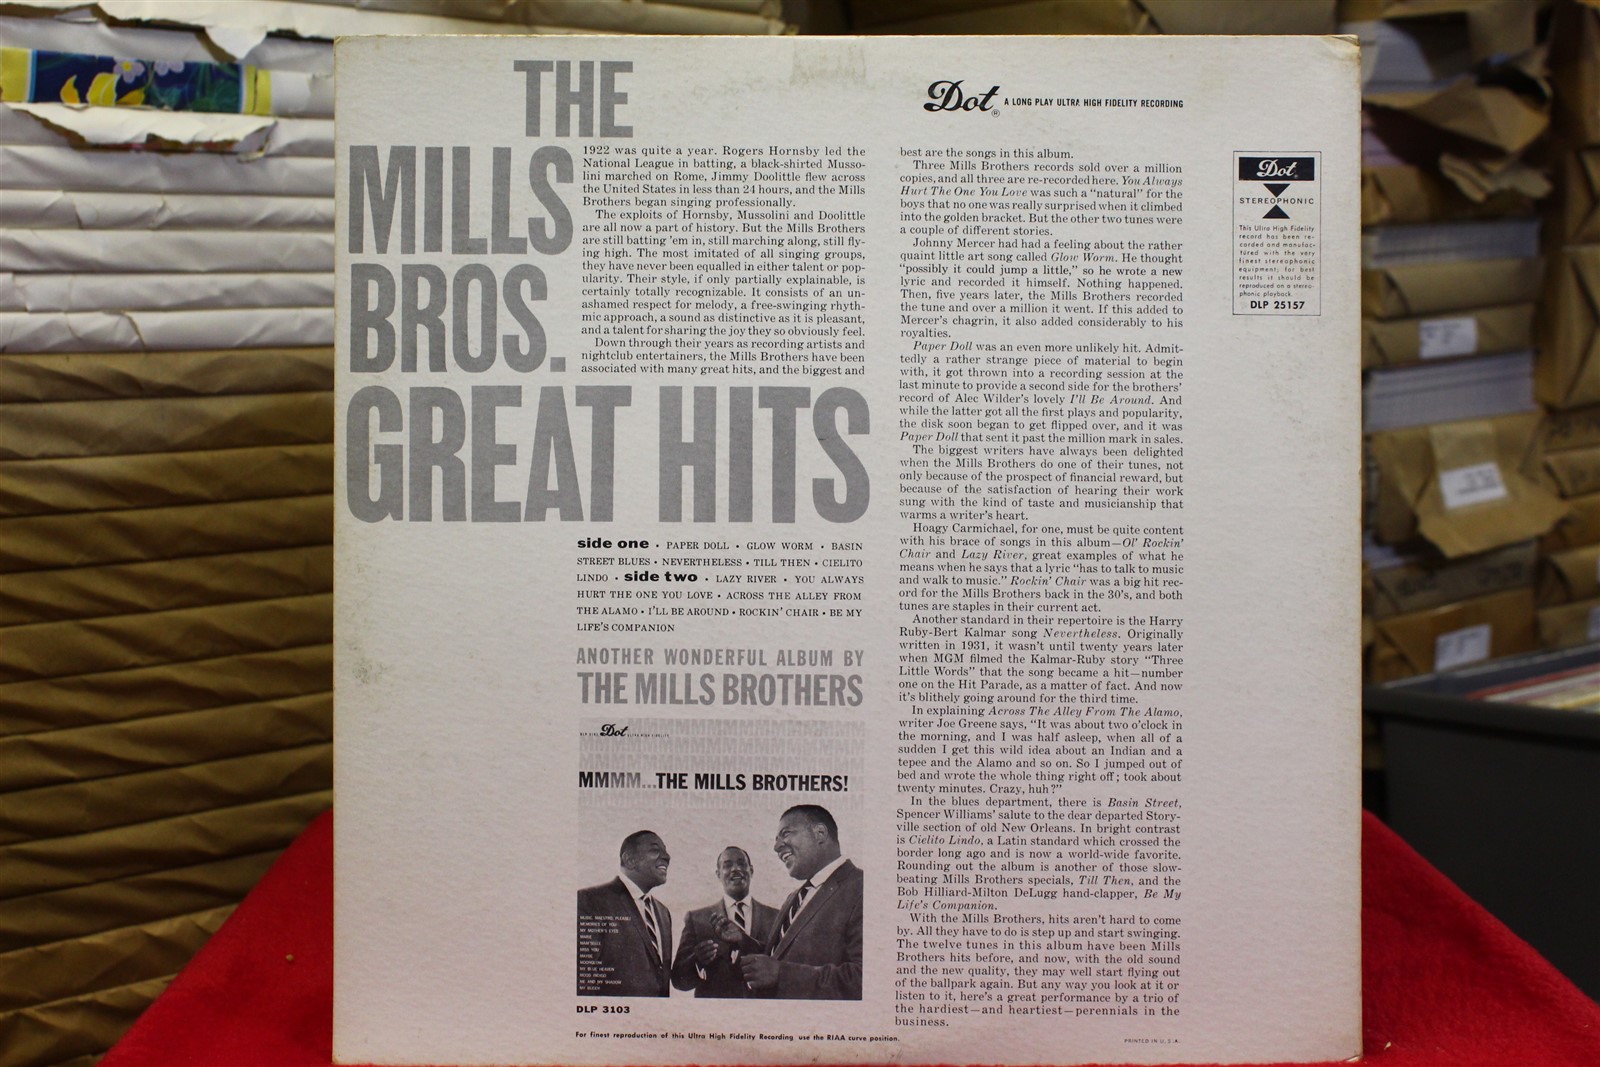 THE
MILLS
BROS.
GREAT HITS
1922 was quite a year. Rogers Hornsby led the
National League in batting, a black-shirted Musso-
lini marched on Rome, Jimmy Doolittle flew across
the United States in less than 24 hours, and the Mills
Brothers began singing professionally.
The exploits of Hornsby, Mussolini and Doolittle
are all now a part of history. But the Mills Brothers
are still batting 'em in, still marching along, still fly-
ing high. The most imitated of all singing groups,
they have never been equalled in either talent or pop-
ularity. Their style, if only partially explainable, is
certainly totally recognizable. It consists of an un-
ashamed respect for melody, a free-swinging rhyth-
mic approach, a sound as distinctive as it is pleasant,
and a talent for sharing the joy they so obviously feel.
Down through their years as recording artists and
nightclub entertainers, the Mills Brothers have been
associated with many great hits, and the biggest and
side one • PAPER DOLL • GLOW WORM • BASIN
STREET BLUES • NEVERTHELESS • TILL THEN • CIELITO
LINDO • side two • LAZY RIVER • YOU ALWAYS
HURT THE ONE YOU LOVE • ACROSS THE ALLEY FROM
THE ALAMO • I'LL BE AROUND • ROCKIN' CHAIR • BE MY
LIFE'S COMPANION
ANOTHER WONDERFUL ALBUM BY
THE MILLS BROTHERS
Dot
MMMM...THE MILLS BROTHERS!
MUSIC, MAESTRO, PLEASE!
MEMORIES OF YOU
MY MOTHER'S EYES
MARIE
MISS YOU
MOONGLOW
MY BLUE HEAVEN
MOOD INDIGO
ME AND MY SHADOW
DLP 3103
For finest reproduction of this Ultra High Fidelity Recording use the RIAA curve position.
Dot® A LONG PLAY ULTRA HIGH FIDELITY RECORDING
best are the songs in this album.
Three Mills Brothers records sold over a million
copies, and all three are re-recorded here. You Always
Hurt The One You Love was such a "natural" for the
boys that no one was really surprised when it climbed
into the golden bracket. But the other two tunes were
a couple of different stories.
Johnny Mercer had had a feeling about the rather
quaint little art song called Glow Worm. He thought
"possibly it could jump a little," so he wrote a new
lyric and recorded it himself. Nothing happened.
Then, five years later, the Mills Brothers recorded
the tune and over a million it went. If this added to
Mercer's chagrin, it also added considerably to his
royalties.
Paper Doll was an even more unlikely hit. Admit-
tedly a rather strange piece of material to begin
with, it got thrown into a recording session at the
last minute to provide a second side for the brothers'
record of Alec Wilder's lovely I'll Be Around. And
while the latter got all the first plays and popularity,
the disk soon began to get flipped over, and it was
Paper Doll that sent it past the million mark in sales.
The biggest writers have always been delighted
when the Mills Brothers do one of their tunes, not
only because of the prospect of financial reward, but
because of the satisfaction of hearing their work
sung with the kind of taste and musicianship that
warms a writer's heart.
Hoagy Carmichael, for one, must be quite content
with his brace of songs in this album—Ol' Rockin'
Chair and Lazy River, great examples of what he
means when he says that a lyric "has to talk to music
and walk to music." Rockin' Chair was a big hit rec-
ord for the Mills Brothers back in the 30's, and both
tunes are staples in their current act.
Another standard in their repertoire is the Harry
Ruby-Bert Kalmar song Nevertheless. Originally
written in 1931, it wasn't until twenty years later
when MGM filmed the Kalmar-Ruby story "Three
Little Words" that the song became a hit—number
one on the Hit Parade, as a matter of fact. And now
it's blithely going around for the third time.
In explaining Across The Alley From The Alamo,
writer Joe Greene says, "It was about two o'clock in
the morning, and I was half asleep, when all of a
sudden I get this wild idea about an Indian and a
tepee and the Alamo and so on. So I jumped out of
bed and wrote the whole thing right off; took about
twenty minutes. Crazy, huh?"
In the blues department, there is Basin Street,
Spencer Williams' salute to the dear departed Story-
ville section of old New Orleans. In bright contrast
is Cielito Lindo, a Latin standard which crossed the
border long ago and is now a world-wide favorite.
Rounding out the album is another of those slow-
beating Mills Brothers specials, Till Then, and the
Bob Hilliard-Milton DeLugg hand-clapper, Be My
Life's Companion.
With the Mills Brothers, hits aren't hard to come
by. All they have to do is step up and start swinging.
The twelve tunes in this album have been Mills
Brothers hits before, and now, with the old sound
and the new quality, they may well start flying out
of the ballpark again. But any way you look at it or
listen to it, here's a great performance by a trio of
the hardiest—and heartiest—perennials in the
business.
PRINTED IN U.S.A.
Dot
STEREOPHONIC
This Ultra High Fidelity
record has been re-
corded and manufac-
tured with the very
finest stereophonic
equipment; for best
results it should be
reproduced on a stereo-
phonic playback.
DLP 25157